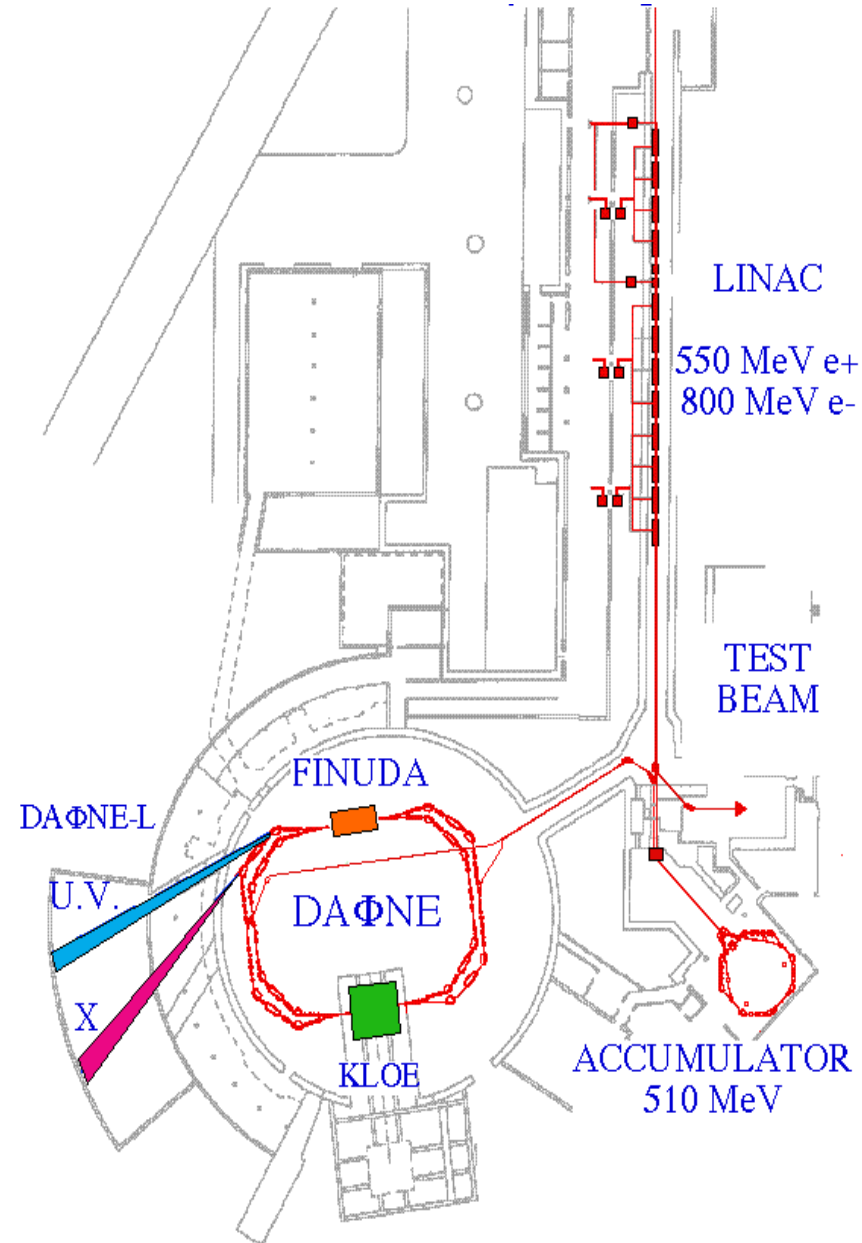 LINAC
550 MeV e+
800 MeV e-
TEST
BEAM
FINUDA
DAΦNE-L
U.V.
DAΦNE
X
KLOE
ACCUMULATOR
510 MeV